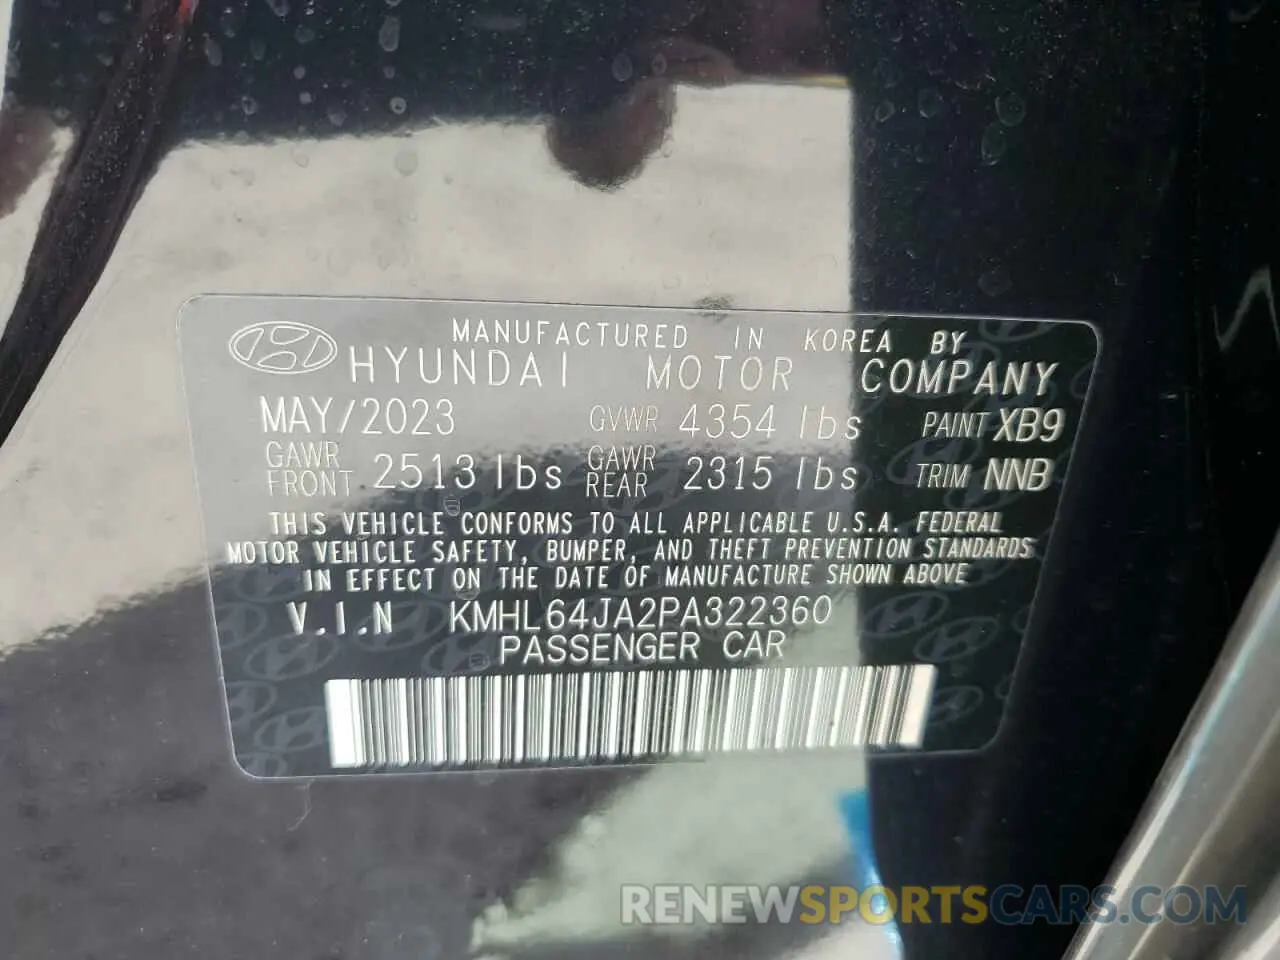 MANUFACTURED IN KOREA BY
HYUNDAI MOTOR COMPANY
MAY/2023 GVWR 4354 lbs PAINT XB9
GAWR FRONT 2513 lbs GAWR REAR 2315 lbs TRIM NNB
THIS VEHICLE CONFORMS TO ALL APPLICABLE U.S.A. FEDERAL
MOTOR VEHICLE SAFETY, BUMPER, AND THEFT PREVENTION STANDARDS
IN EFFECT ON THE DATE OF MANUFACTURE SHOWN ABOVE
V.I.N KMHL64JA2PA322360
PASSENGER CAR
RENEWSPORTSCARS.COM